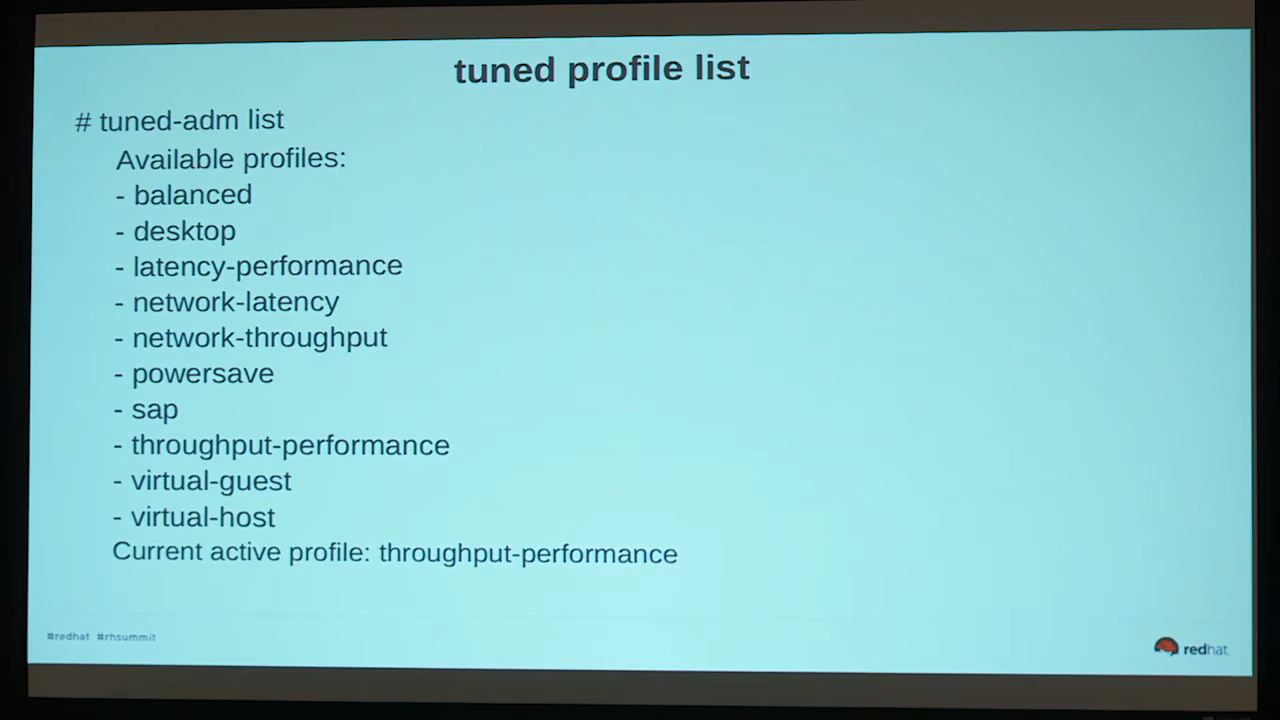 tuned profile list
# tuned-adm list
Available profiles:
- balanced
- desktop
- latency-performance
- network-latency
- network-throughput
- powersave
- sap
- throughput-performance
- virtual-guest
- virtual-host
Current active profile: throughput-performance
#redhat #rhsummit
redhat